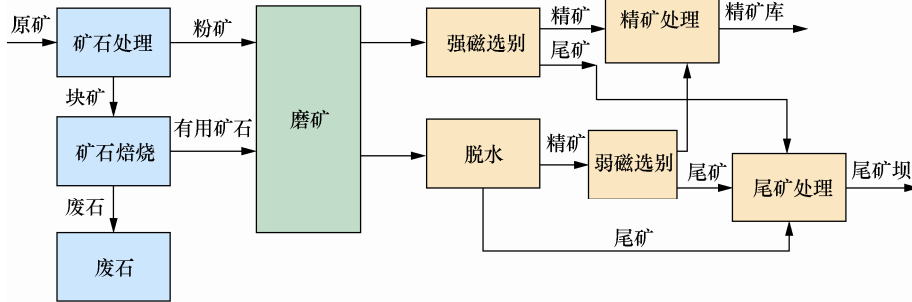 原矿
矿石处理
粉矿
块矿
矿石焙烧
有用矿石
废石
废石
磨矿
强磁选别
精矿
尾矿
精矿处理
精矿库
脱水
精矿
弱磁选别
尾矿
尾矿处理
尾矿坝
尾矿